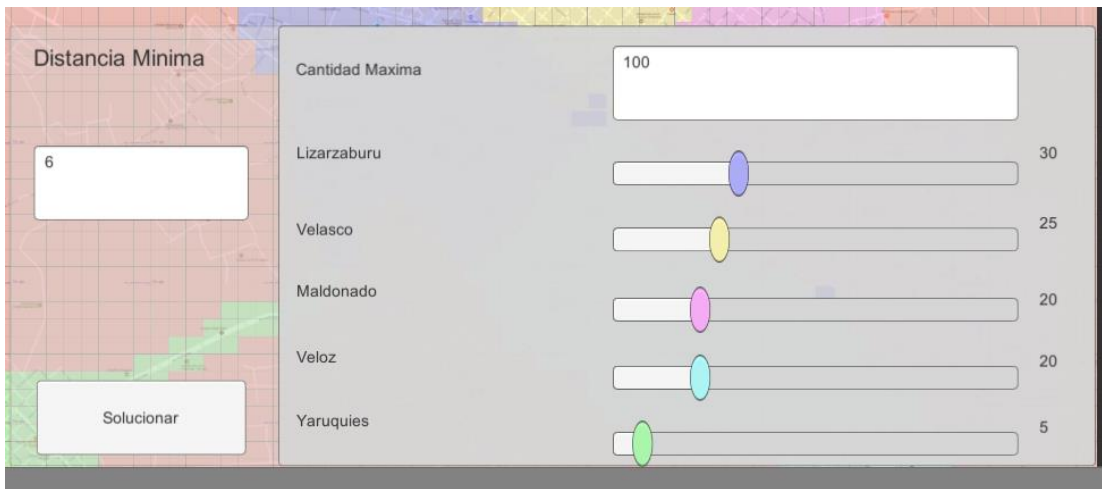 Distancia Minima
6
Solucionar
Cantidad Maxima
100
Lizarzaburu
30
Velasco
25
Maldonado
20
Veloz
20
Yaruquies
5